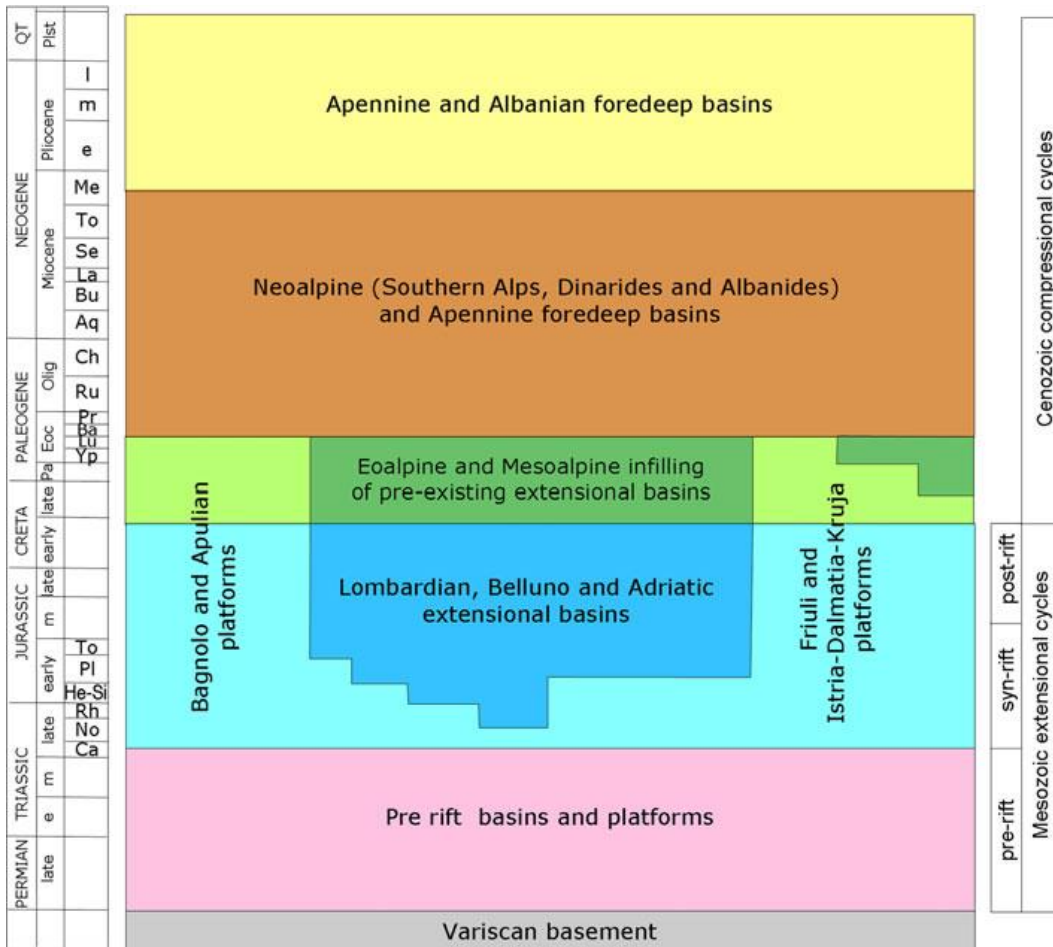 QT
Plst
NEOGENE
Pliocene
l
m
e
Miocene
Me
To
Se
La
Bu
Aq
PALEOGENE
Olig
Ch
Ru
Eoc
Pr
Ba
Lu
Yp
Pa
CRETA
late
early
JURASSIC
late
m
early
To
Pl
He-Si
TRIASSIC
late
Rh
No
Ca
m
e
PERMIAN
late
Apennine and Albanian foredeep basins
Neoalpine (Southern Alps, Dinarides and Albanides)
and Apennine foredeep basins
Eoalpine and Mesoalpine infilling
of pre-existing extensional basins
Bagnolo and Apulian
platforms
Lombardian, Belluno and Adriatic
extensional basins
Friuli and
Istria-Dalmatia-Kruja
platforms
Pre rift basins and platforms
Variscan basement
Cenozoic compressional cycles
post-rift
syn-rift
pre-rift
Mesozoic extensional cycles